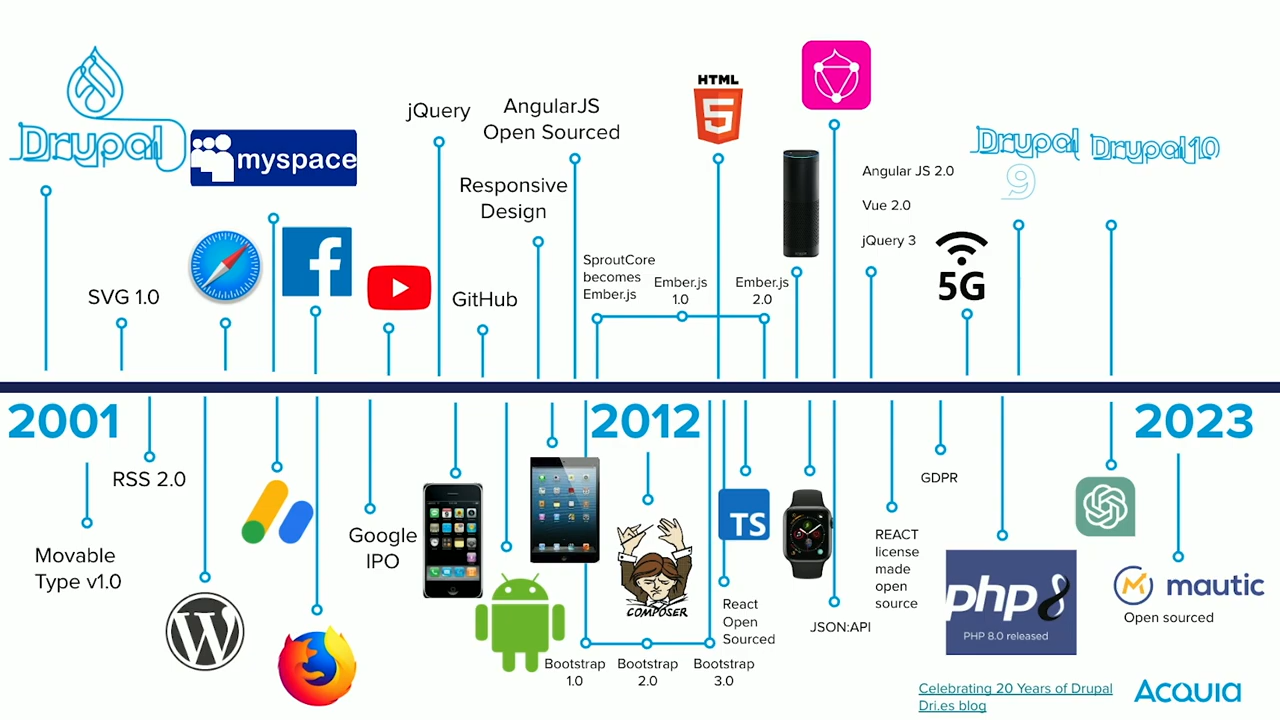 Drupal
myspace
SVG 1.0
jQuery
GitHub
Responsive
Design
AngularJS
Open Sourced
SproutCore
becomes
Ember.js
Ember.js
1.0
Ember.js
2.0
HTML
5
Angular JS 2.0
Vue 2.0
jQuery 3
5G
Drupal
9
Drupal10
2001
2012
2023
Movable
Type v1.0
RSS 2.0
Google
IPO
COMPOSER
Bootstrap
1.0
Bootstrap
2.0
Bootstrap
3.0
TS
React
Open
Sourced
JSON:API
REACT
license
made
open
source
GDPR
php8
PHP 8.0 released
mautic
Open sourced
Celebrating 20 Years of Drupal
Dri.es blog
ACQUIA